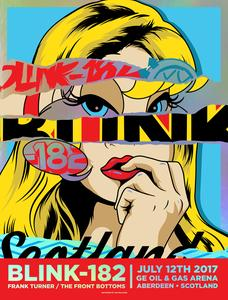 BLINK-182
BLINK
182
Scotland
BLINK-182
FRANK TURNER / THE FRONT BOTTOMS
JULY 12TH 2017
GE OIL & GAS ARENA
ABERDEEN • SCOTLAND